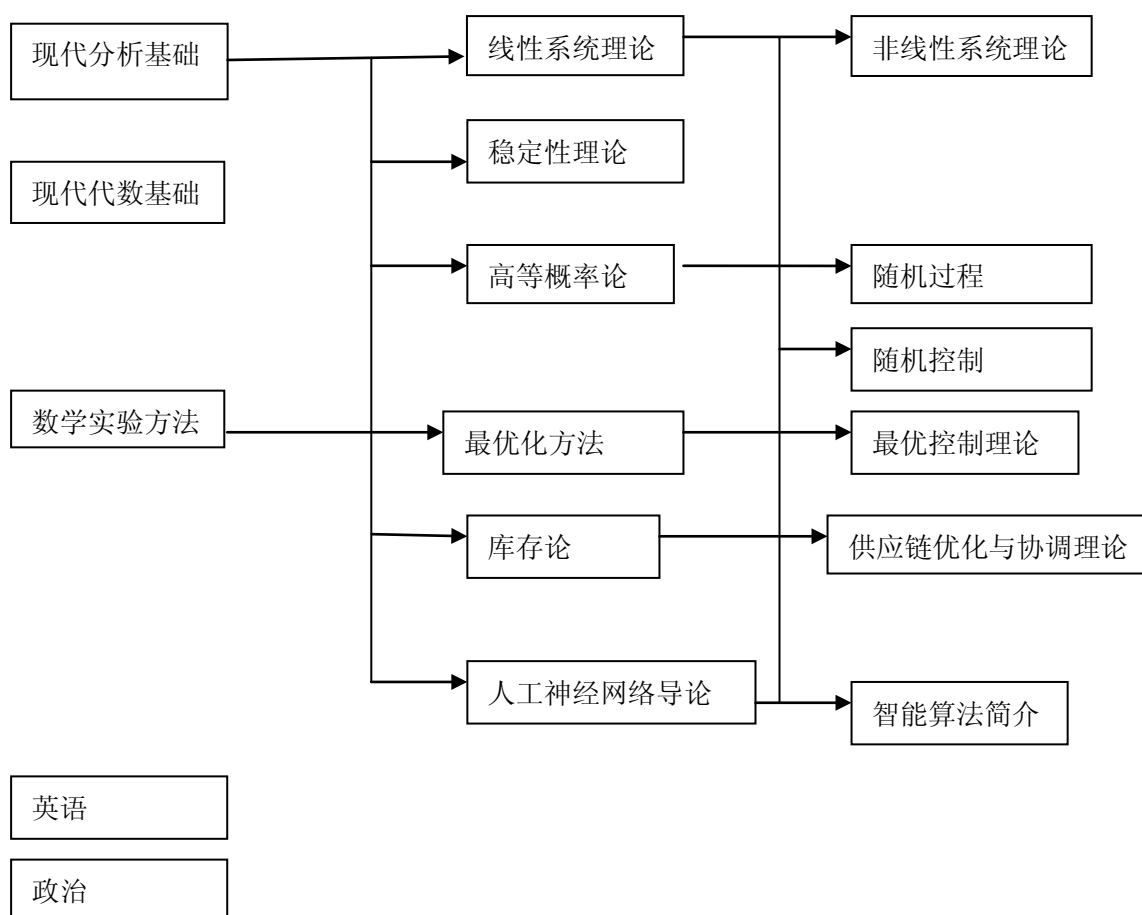 现代分析基础
线性系统理论
非线性系统理论
稳定性理论
现代代数基础
高等概率论
随机过程
随机控制
数学实验方法
最优化方法
最优控制理论
库存论
供应链优化与协调理论
人工神经网络导论
智能算法简介
英语
政治